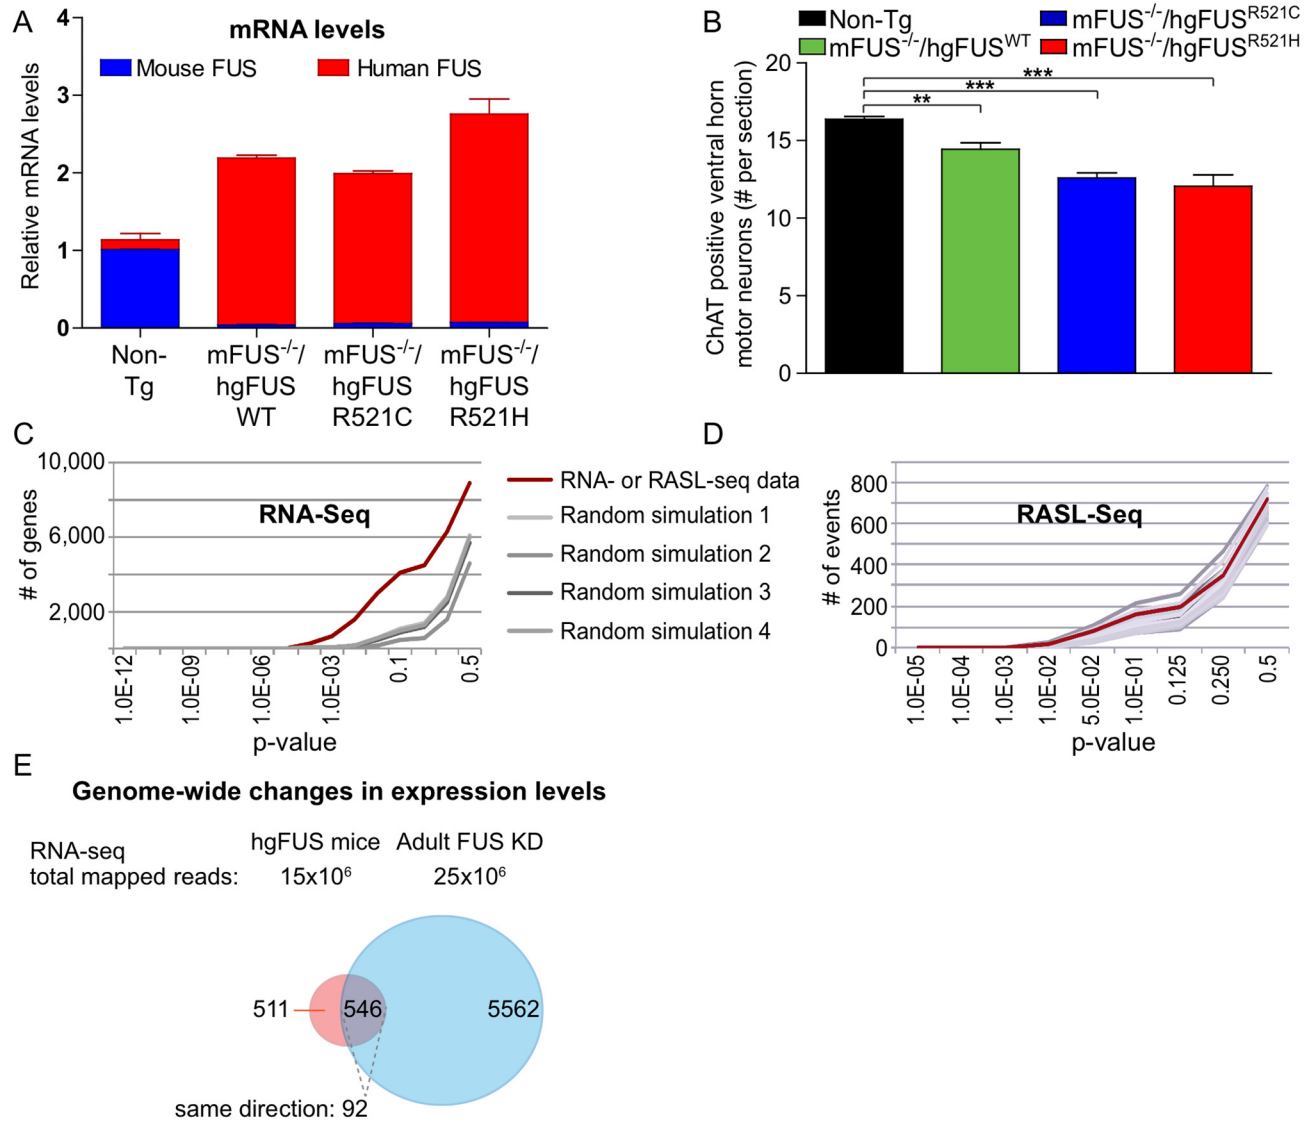 A
mRNA levels
Mouse FUS
Human FUS
Relative mRNA levels
4
3
2
1
0
Non-
Tg
mFUS-/-/
hgFUS
WT
mFUS-/-/
hgFUS
R521C
mFUS-/-/
hgFUS
R521H
B
Non-Tg
mFUS-/-/hgFUSR521C
mFUS-/-/hgFUSWT
mFUS-/-/hgFUSR521H
ChAT positive ventral horn
motor neurons (# per section)
20
15
10
5
0
***
***
**
C
RNA-Seq
# of genes
10,000
6,000
2,000
1.0E-12
1.0E-09
1.0E-06
1.0E-03
0.1
0.5
p-value
RNA- or RASL-seq data
Random simulation 1
Random simulation 2
Random simulation 3
Random simulation 4
D
RASL-Seq
# of events
800
600
400
200
0
1.0E-05
1.0E-04
1.0E-03
1.0E-02
5.0E-02
1.0E-01
0.125
0.250
0.5
p-value
E
Genome-wide changes in expression levels
hgFUS mice
Adult FUS KD
RNA-seq
total mapped reads:
15x10⁶
25x10⁶
511
546
5562
same direction: 92